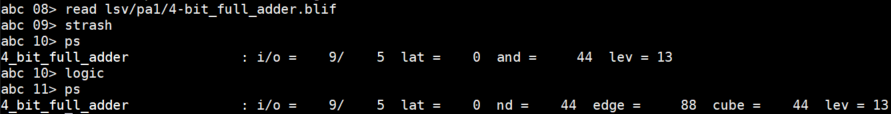 abc 08> read lsv/pa1/4-bit_full_adder.blif
abc 09> strash
abc 10> ps
4_bit_full_adder              : i/o =    9/    5  lat =    0  and =     44  lev = 13
abc 10> logic
abc 11> ps
4_bit_full_adder              : i/o =    9/    5  lat =    0  nd =    44  edge =     88  cube =    44  lev = 13